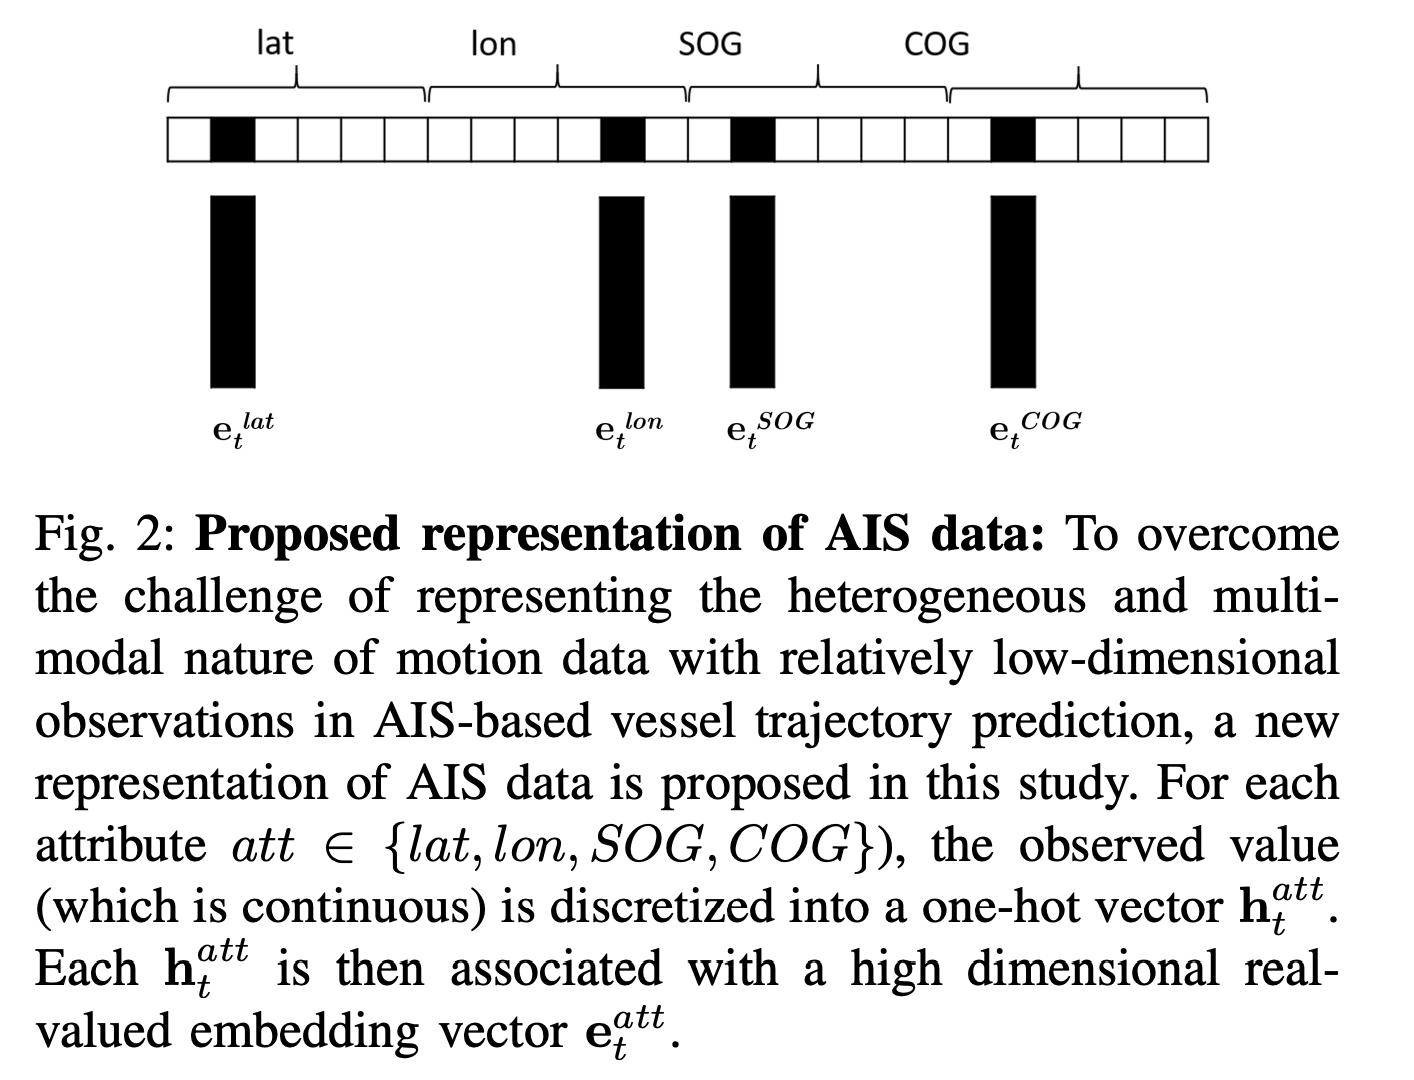 lat lon SOG COG
e_t^{lat} e_t^{lon} e_t^{SOG} e_t^{COG}
Fig. 2: Proposed representation of AIS data: To overcome
the challenge of representing the heterogeneous and multi-
modal nature of motion data with relatively low-dimensional
observations in AIS-based vessel trajectory prediction, a new
representation of AIS data is proposed in this study. For each
attribute att ∈ {lat, lon, SOG, COG}), the observed value
(which is continuous) is discretized into a one-hot vector h_t^{att}.
Each h_t^{att} is then associated with a high dimensional real-
valued embedding vector e_t^{att}.